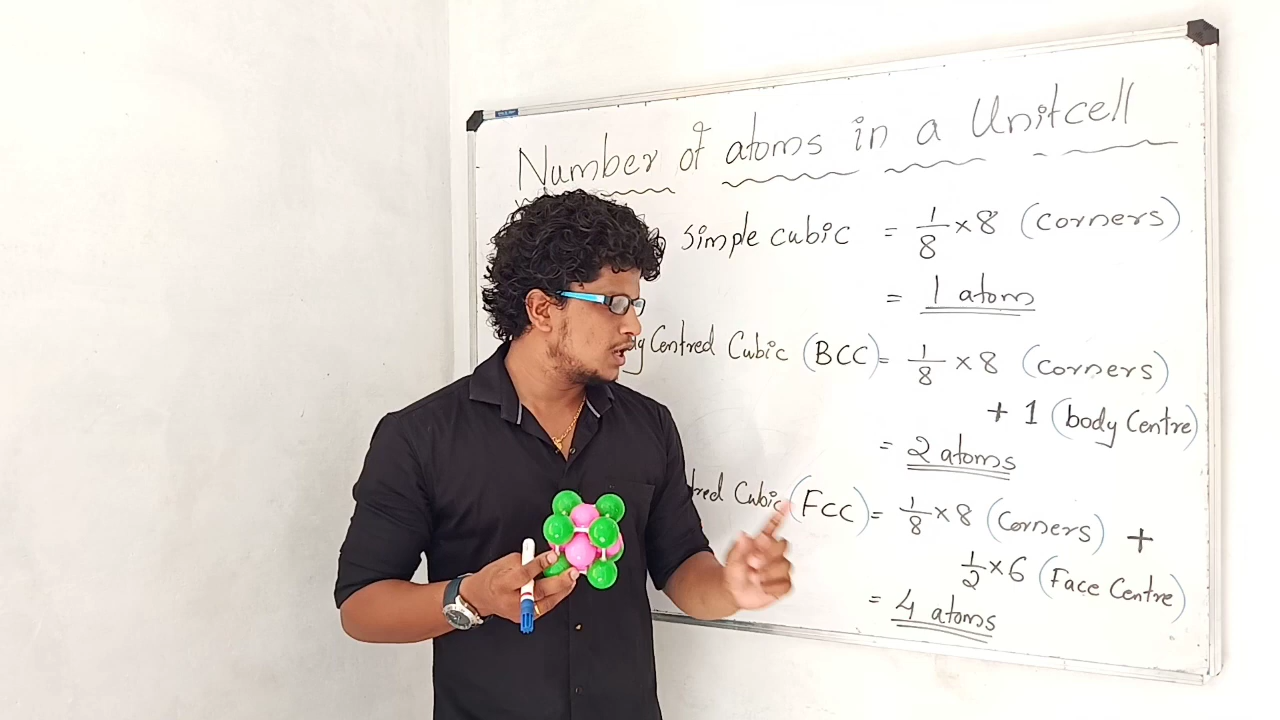 Number of atoms in a Unitcell
simple cubic = 1/8 × 8 (corners)
= 1 atom
dy Centred Cubic (BCC) = 1/8 × 8 (corners)
+ 1 (body Centre)
= 2 atoms
tred Cubic (FCC) = 1/8 × 8 (Corners) +
1/2 × 6 (Face Centre)
= 4 atoms